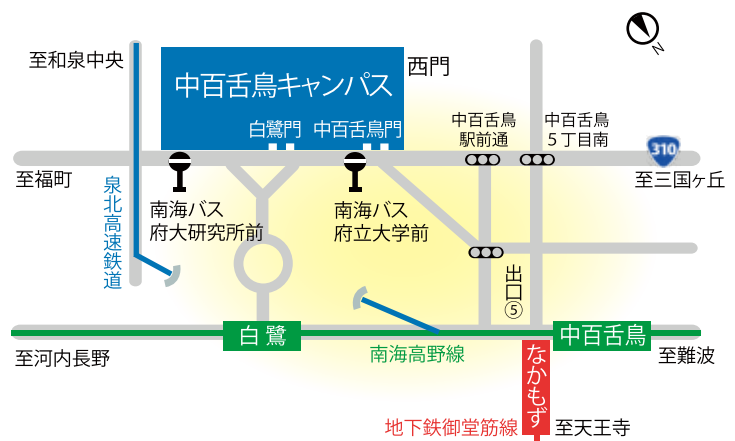 至和泉中央
中百舌鳥キャンパス
西門
N
白鷺門
中百舌鳥門
中百舌鳥
駅前通
中百舌鳥
5丁目南
310
至福町
至三国ヶ丘
泉北高速鉄道
南海バス
府大研究所前
南海バス
府立大学前
出口⑤
白鷺
中百舌鳥
至河内長野
南海高野線
至難波
なかもず
地下鉄御堂筋線
至天王寺